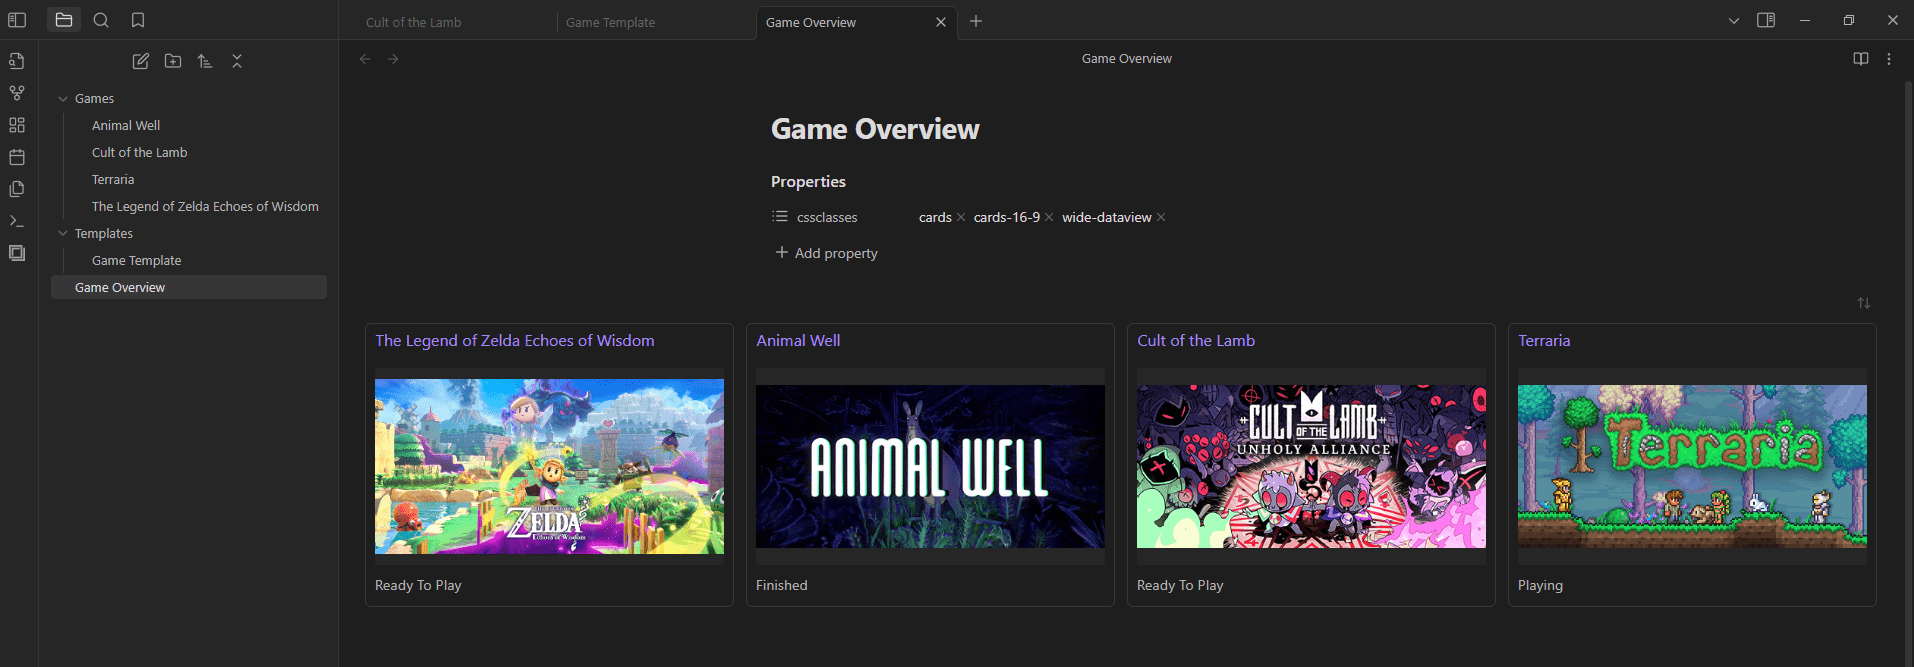 Cult of the Lamb
Game Template
Game Overview
Game Overview
Games
Animal Well
Cult of the Lamb
Terraria
The Legend of Zelda Echoes of Wisdom
Templates
Game Template
Game Overview
Game Overview
Properties
cssclasses cards cards-16-9 wide-dataview
Add property
The Legend of Zelda Echoes of Wisdom
ZELDA
Echoes of Wisdom
Ready To Play
Animal Well
ANIMAL WELL
Finished
Cult of the Lamb
CULT OF THE LAMB
UNHOLY ALLIANCE
Ready To Play
Terraria
Terraria
Playing